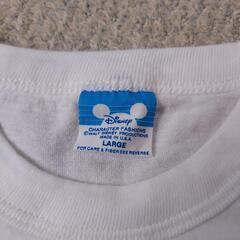 Disney
CHARACTER FASHIONS
©WALT DISNEY PRODUCTIONS
MADE IN U.S.A.
LARGE
FOR CARE & FIBER SEE REVERSE